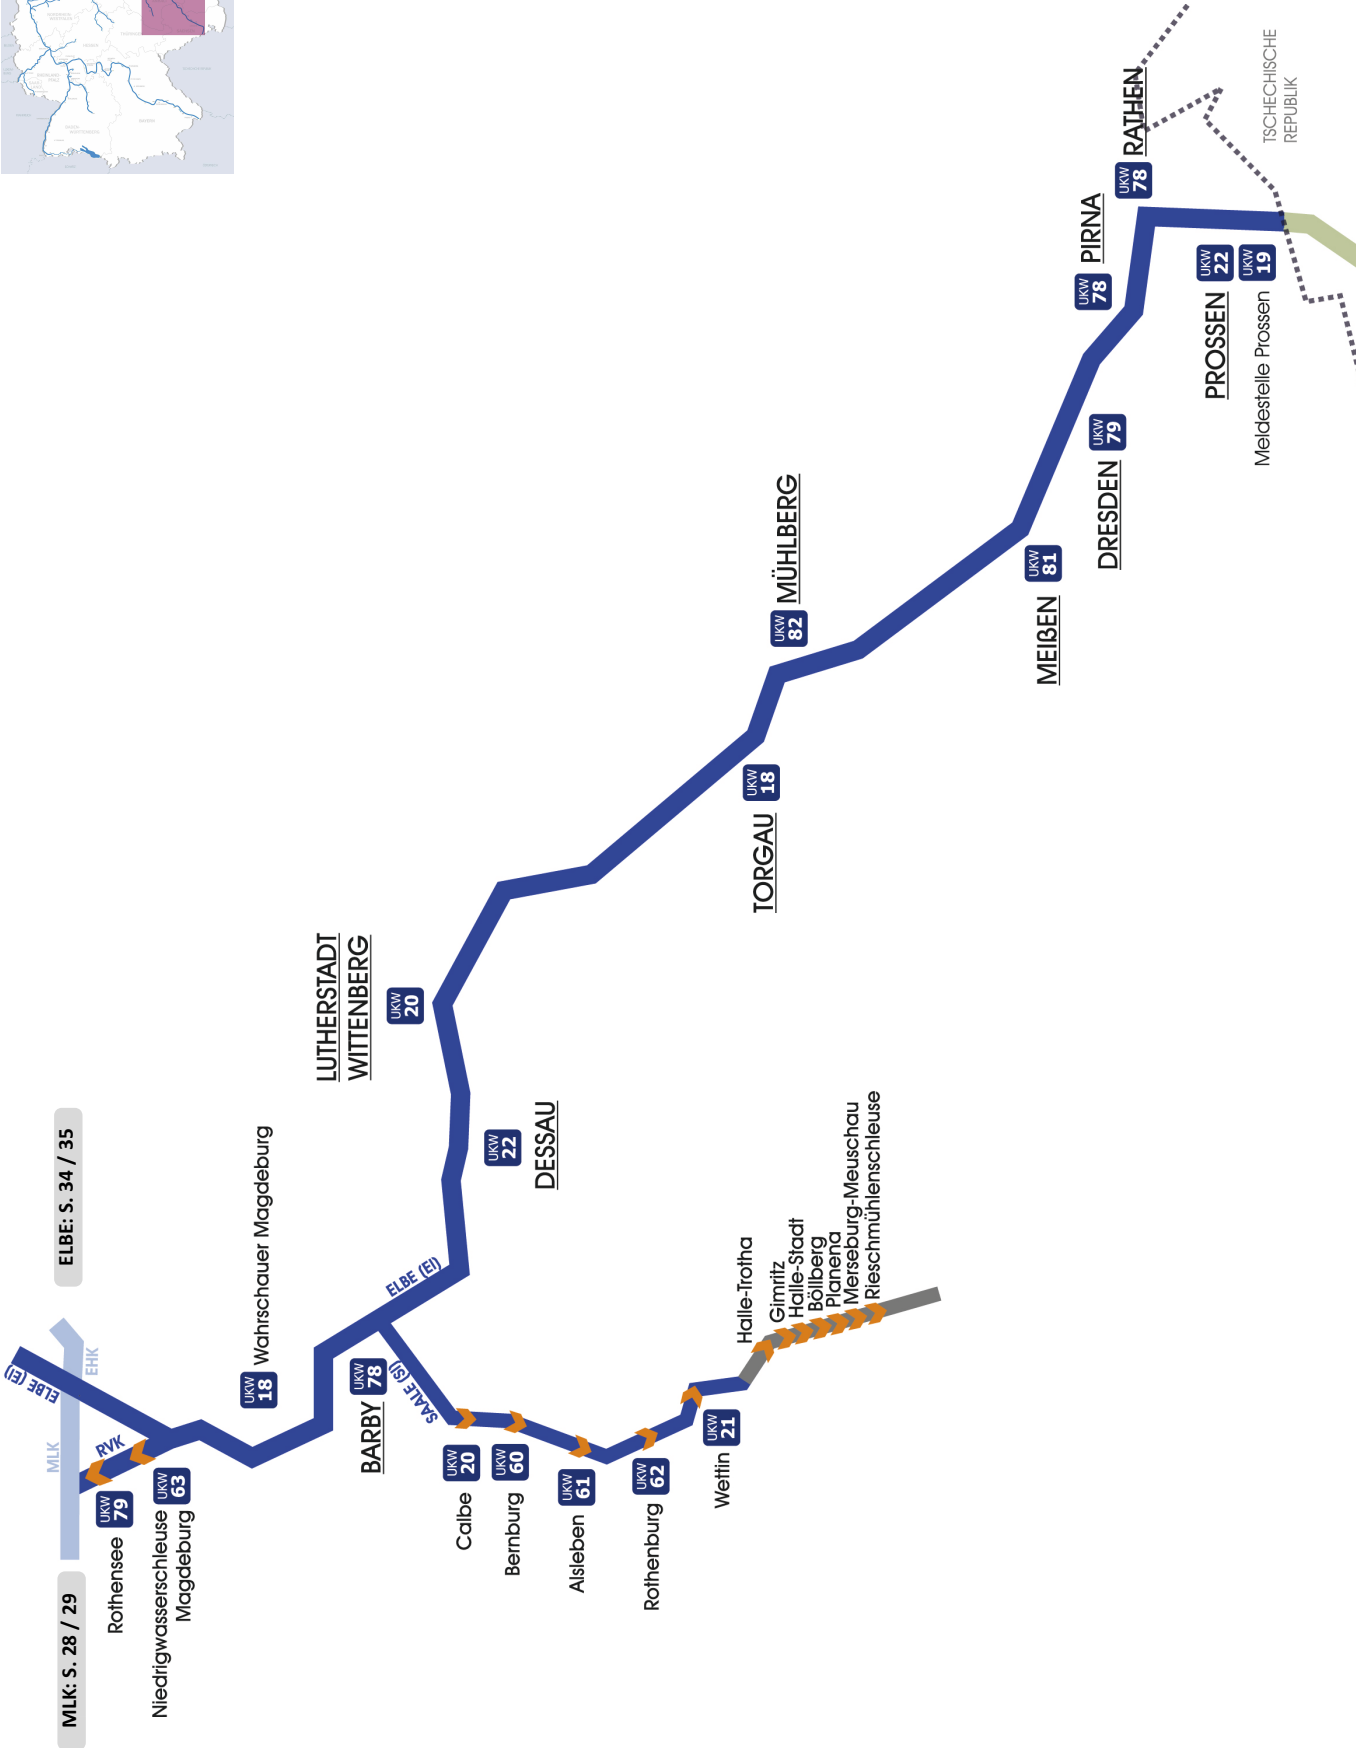 ELBE: S. 34 / 35
MLK: S. 28 / 29
ELBE (El)
EHK
MLK
RVK
UKW
79
Rothensee
UKW
63
Niedrigwasserschleuse
Magdeburg
UKW
18
Wahrschauer Magdeburg
ELBE (El)
SAALE (Sl)
UKW
78
BARBY
UKW
20
Calbe
UKW
60
Bernburg
UKW
61
Alsleben
UKW
62
Rothenburg
UKW
21
Wettin
Halle-Trotha
Gimritz
Halle-Stadt
Böllberg
Planena
Merseburg-Meuschau
Rieschmühlenschleuse
UKW
22
DESSAU
LUTHERSTADT
WITTENBERG
UKW
20
UKW
18
TORGAU
UKW
82
MÜHLBERG
UKW
81
MEIßEN
UKW
79
DRESDEN
UKW
78
PIRNA
UKW
78
RATHEN
UKW
22
PROSSEN
UKW
19
Meldestelle Prossen
TSCHECHISCHE
REPUBLIK